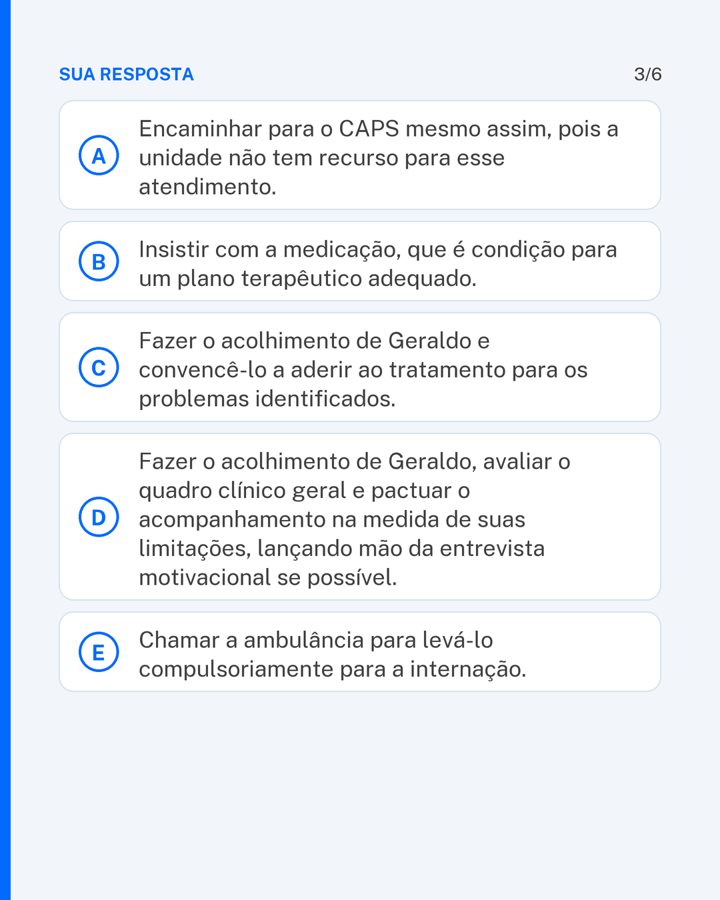 SUA RESPOSTA
3/6
A
Encaminhar para o CAPS mesmo assim, pois a
unidade não tem recurso para esse
atendimento.
B
Insistir com a medicação, que é condição para
um plano terapêutico adequado.
C
Fazer o acolhimento de Geraldo e
convencê-lo a aderir ao tratamento para os
problemas identificados.
D
Fazer o acolhimento de Geraldo, avaliar o
quadro clínico geral e pactuar o
acompanhamento na medida de suas
limitações, lançando mão da entrevista
motivacional se possível.
E
Chamar a ambulância para levá-lo
compulsoriamente para a internação.